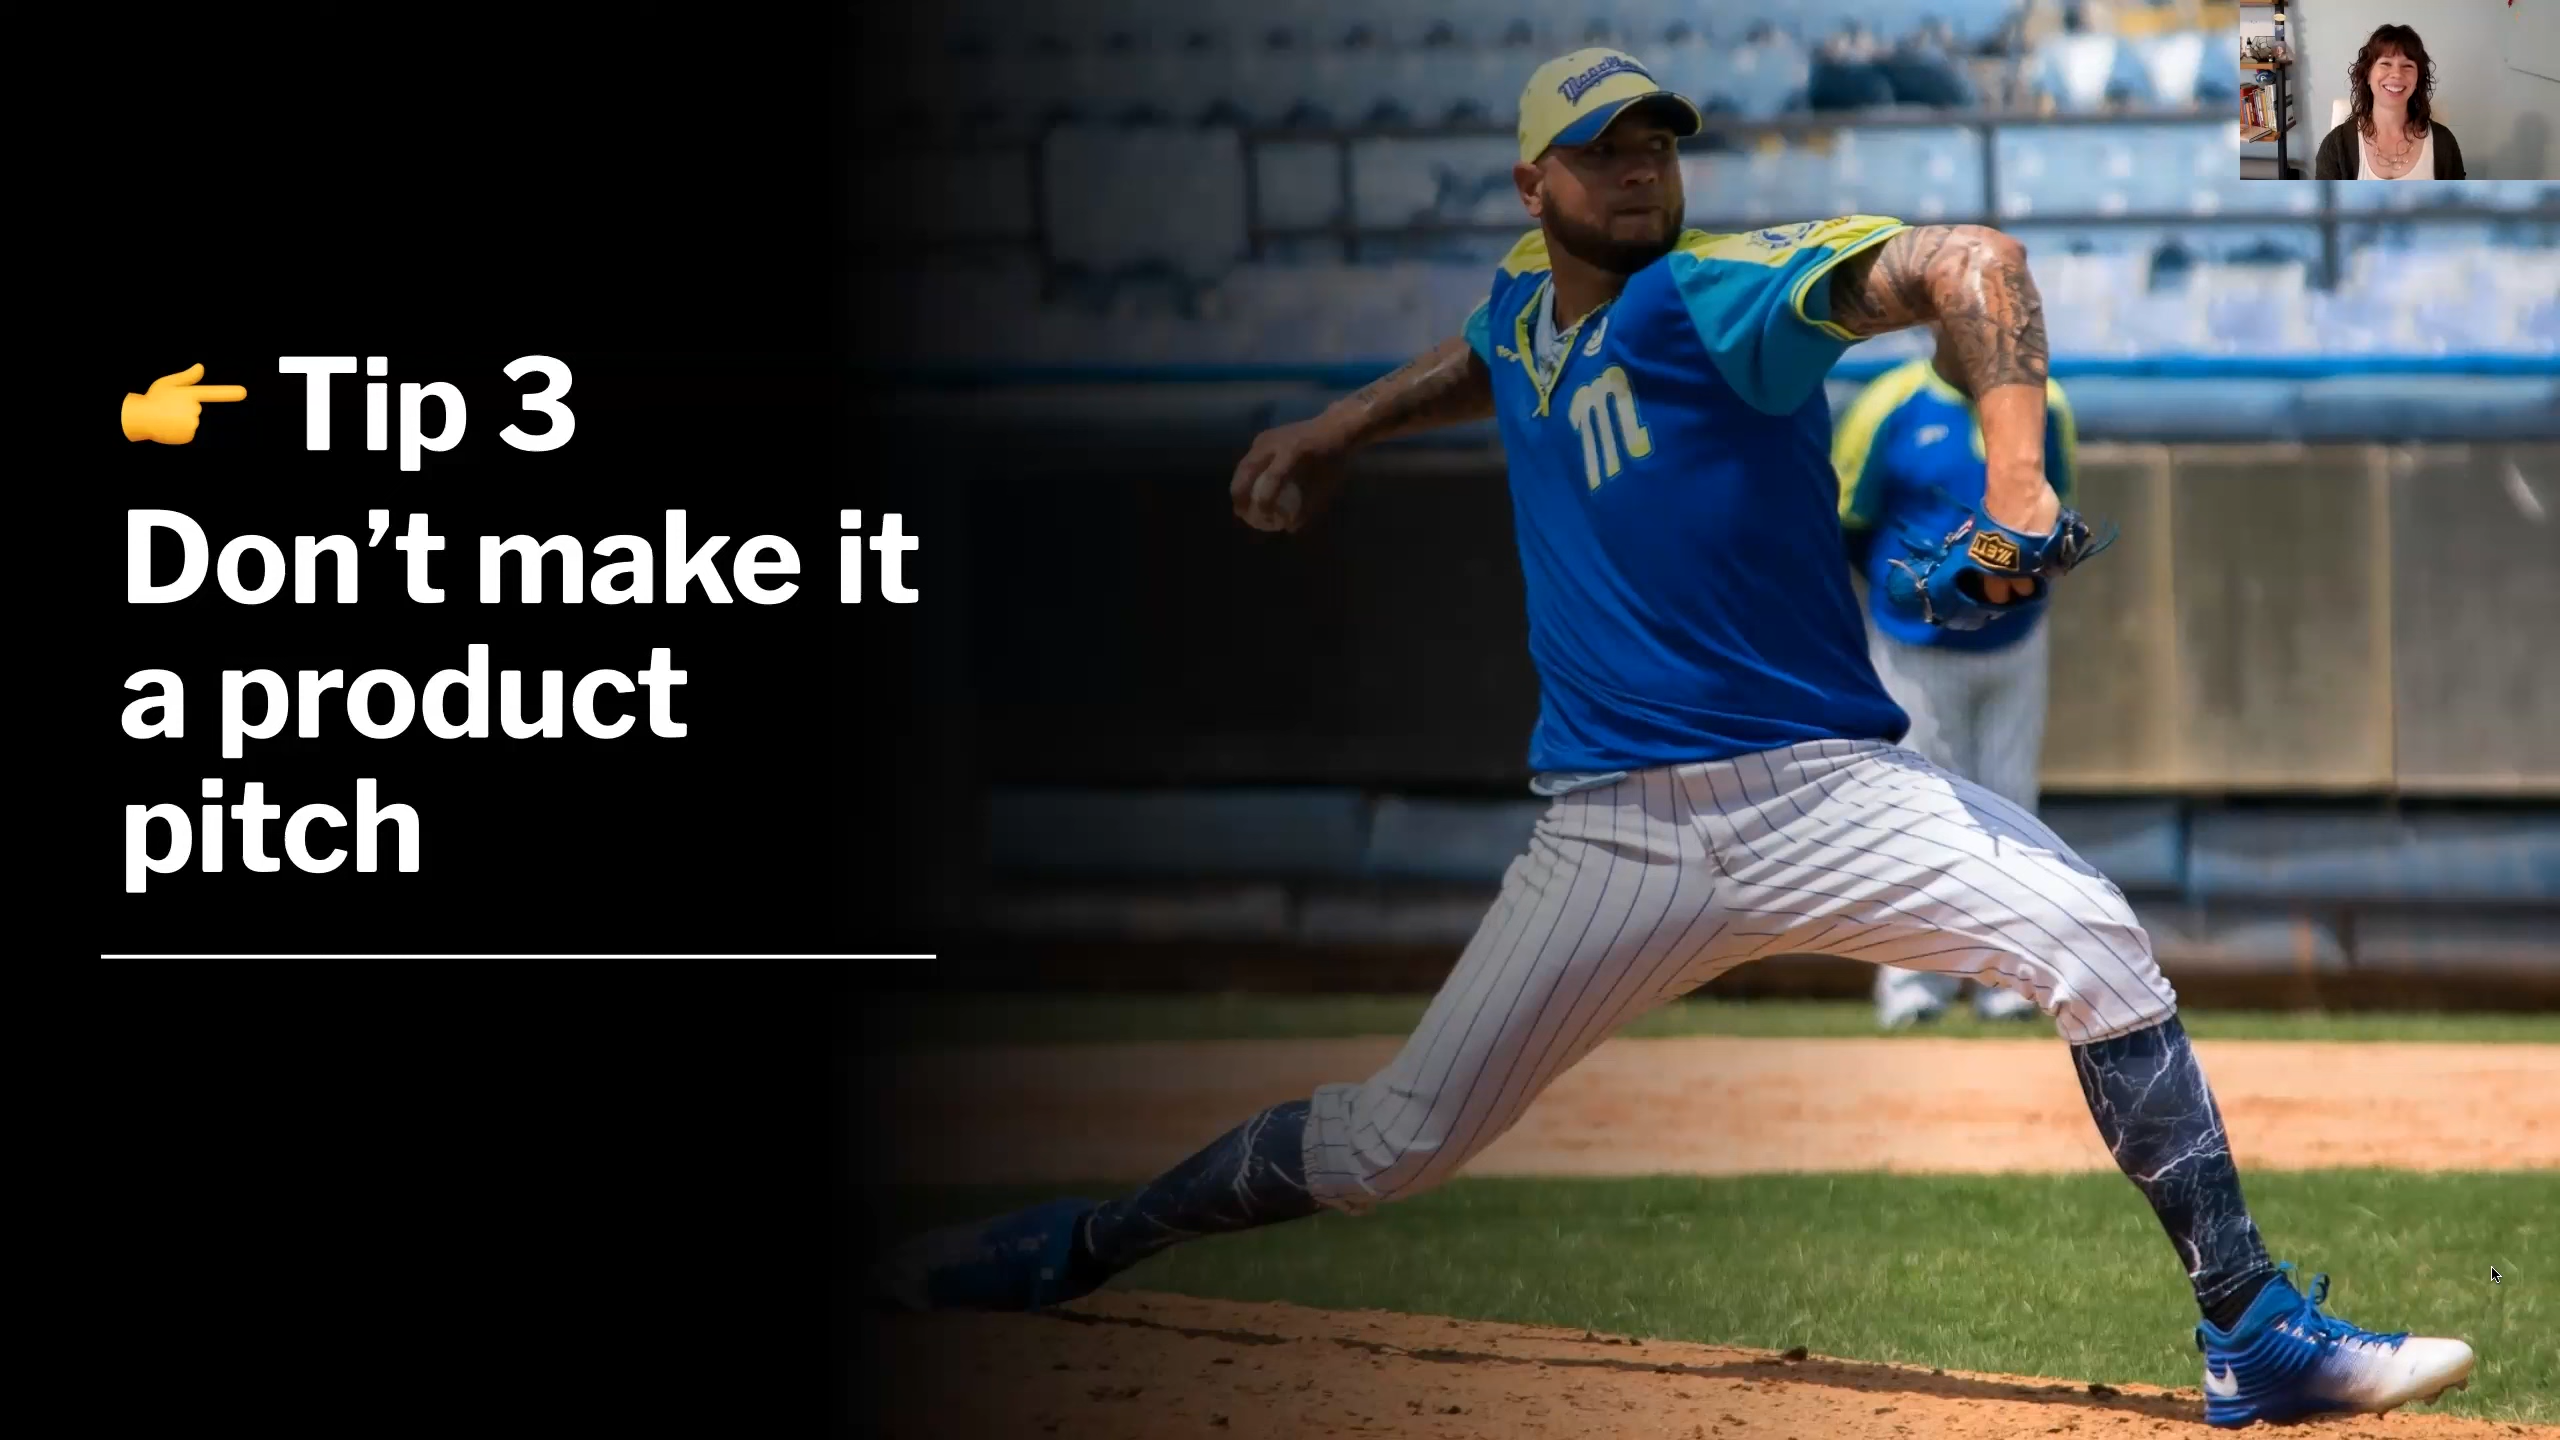 👉 Tip 3
Don’t make it
a product
pitch
m